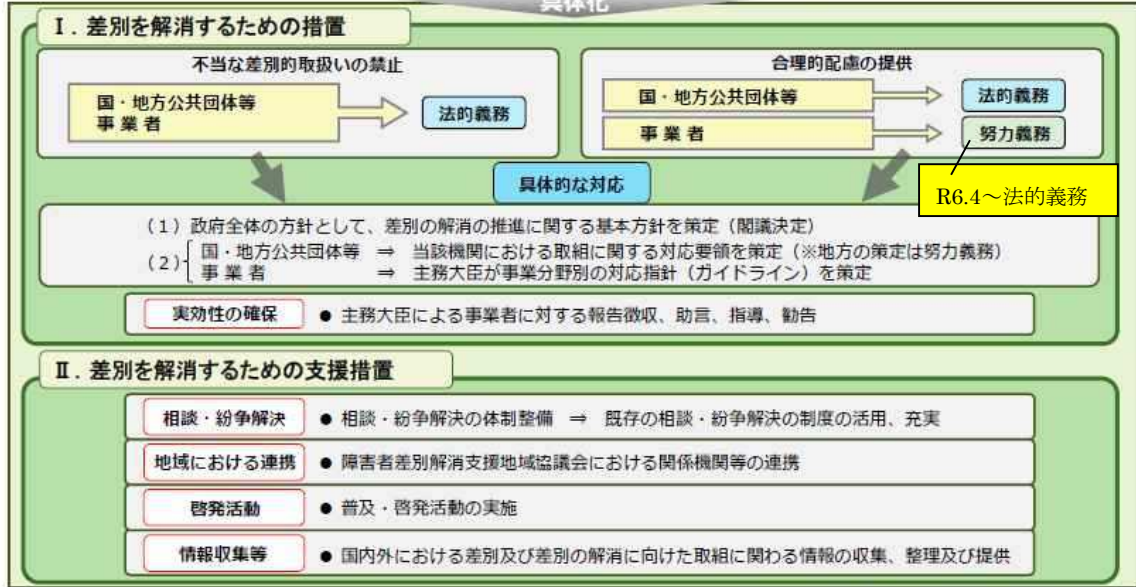 具体化
Ⅰ．差別を解消するための措置
不当な差別的取扱いの禁止
国・地方公共団体等
事 業 者
法的義務
合理的配慮の提供
国・地方公共団体等
法的義務
事 業 者
努力義務
R6.4～法的義務
具体的な対応
（１）政府全体の方針として、差別の解消の推進に関する基本方針を策定（閣議決定）
（２）
国・地方公共団体等 ⇒ 当該機関における取組に関する対応要領を策定（※地方の策定は努力義務）
事 業 者 ⇒ 主務大臣が事業分野別の対応指針（ガイドライン）を策定
実効性の確保 ● 主務大臣による事業者に対する報告徴収、助言、指導、勧告
Ⅱ．差別を解消するための支援措置
相談・紛争解決 ● 相談・紛争解決の体制整備 ⇒ 既存の相談・紛争解決の制度の活用、充実
地域における連携 ● 障害者差別解消支援地域協議会における関係機関等の連携
啓発活動 ● 普及・啓発活動の実施
情報収集等 ● 国内外における差別及び差別の解消に向けた取組に関わる情報の収集、整理及び提供